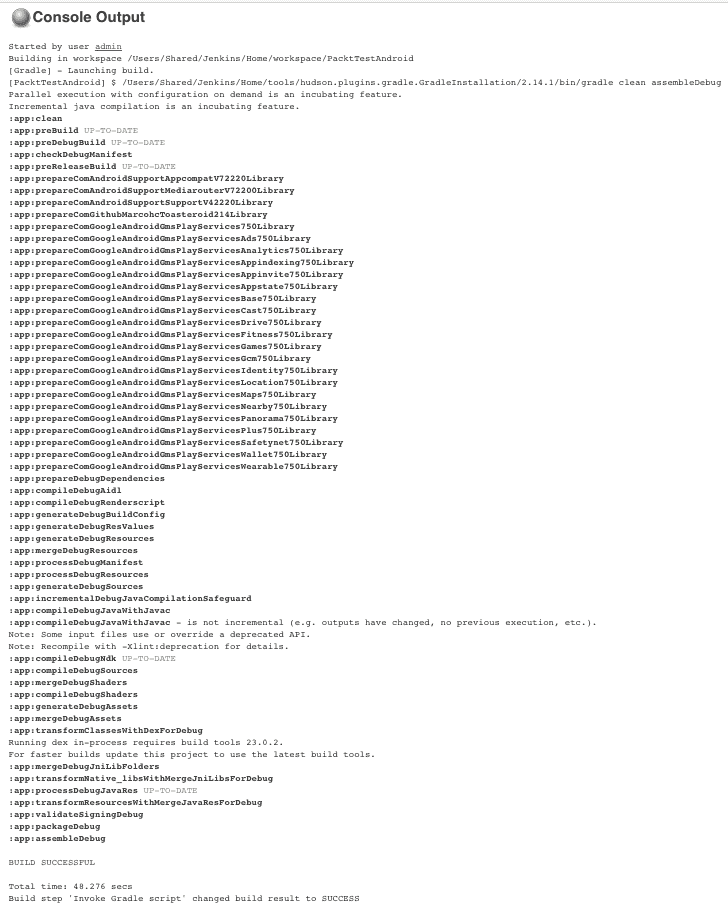 Console Output
Started by user admin
Building in workspace /Users/Shared/Jenkins/Home/workspace/PacktTestAndroid
[Gradle] - Launching build.
[PacktTestAndroid] $ /Users/Shared/Jenkins/Home/tools/hudson.plugins.gradle.GradleInstallation/2.14.1/bin/gradle clean assembleDebug
Parallel execution with configuration on demand is an incubating feature.
Incremental java compilation is an incubating feature.
:app:clean
:app:preBuild UP-TO-DATE
:app:preDebugBuild UP-TO-DATE
:app:checkDebugManifest
:app:preReleaseBuild UP-TO-DATE
:app:prepareComAndroidSupportAppcompatV72220Library
:app:prepareComAndroidSupportMediarouterV72200Library
:app:prepareComAndroidSupportSupportV42220Library
:app:prepareComGithubMarcohcToasteroid214Library
:app:prepareComGoogleAndroidGmsPlayServices750Library
:app:prepareComGoogleAndroidGmsPlayServicesAds750Library
:app:prepareComGoogleAndroidGmsPlayServicesAnalytics750Library
:app:prepareComGoogleAndroidGmsPlayServicesAppindexing750Library
:app:prepareComGoogleAndroidGmsPlayServicesAppinvite750Library
:app:prepareComGoogleAndroidGmsPlayServicesAppstate750Library
:app:prepareComGoogleAndroidGmsPlayServicesBase750Library
:app:prepareComGoogleAndroidGmsPlayServicesCast750Library
:app:prepareComGoogleAndroidGmsPlayServicesDrive750Library
:app:prepareComGoogleAndroidGmsPlayServicesFitness750Library
:app:prepareComGoogleAndroidGmsPlayServicesGames750Library
:app:prepareComGoogleAndroidGmsPlayServicesGcm750Library
:app:prepareComGoogleAndroidGmsPlayServicesIdentity750Library
:app:prepareComGoogleAndroidGmsPlayServicesLocation750Library
:app:prepareComGoogleAndroidGmsPlayServicesMaps750Library
:app:prepareComGoogleAndroidGmsPlayServicesNearby750Library
:app:prepareComGoogleAndroidGmsPlayServicesPanorama750Library
:app:prepareComGoogleAndroidGmsPlayServicesPlus750Library
:app:prepareComGoogleAndroidGmsPlayServicesSafetynet750Library
:app:prepareComGoogleAndroidGmsPlayServicesWallet750Library
:app:prepareComGoogleAndroidGmsPlayServicesWearable750Library
:app:prepareDebugDependencies
:app:compileDebugAidl
:app:compileDebugRenderscript
:app:generateDebugBuildConfig
:app:generateDebugResValues
:app:generateDebugResources
:app:mergeDebugResources
:app:processDebugManifest
:app:processDebugResources
:app:generateDebugSources
:app:incrementalDebugJavaCompilationSafeguard
:app:compileDebugJavaWithJavac
:app:compileDebugJavaWithJavac - is not incremental (e.g. outputs have changed, no previous execution, etc.).
Note: Some input files use or override a deprecated API.
Note: Recompile with -Xlint:deprecation for details.
:app:compileDebugNdk UP-TO-DATE
:app:compileDebugSources
:app:mergeDebugShaders
:app:compileDebugShaders
:app:generateDebugAssets
:app:mergeDebugAssets
:app:transformClassesWithDexForDebug
Running dex in-process requires build tools 23.0.2.
For faster builds update this project to use the latest build tools.
:app:mergeDebugJniLibFolders
:app:transformNative_libsWithMergeJniLibsForDebug
:app:processDebugJavaRes UP-TO-DATE
:app:transformResourcesWithMergeJavaResForDebug
:app:validateSigningDebug
:app:packageDebug
:app:assembleDebug
BUILD SUCCESSFUL
Total time: 48.276 secs
Build step 'Invoke Gradle script' changed build result to SUCCESS